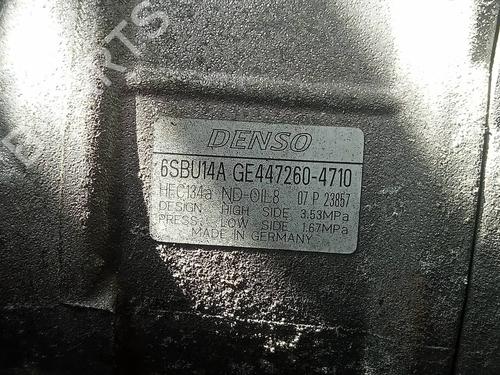 DENSO
6SBU14A GE447260-4710
HFC134a ND-OIL8 07 P 23857
DESIGN HIGH SIDE 3.53MPa
PRESS LOW SIDE 1.67MPa
MADE IN GERMANY